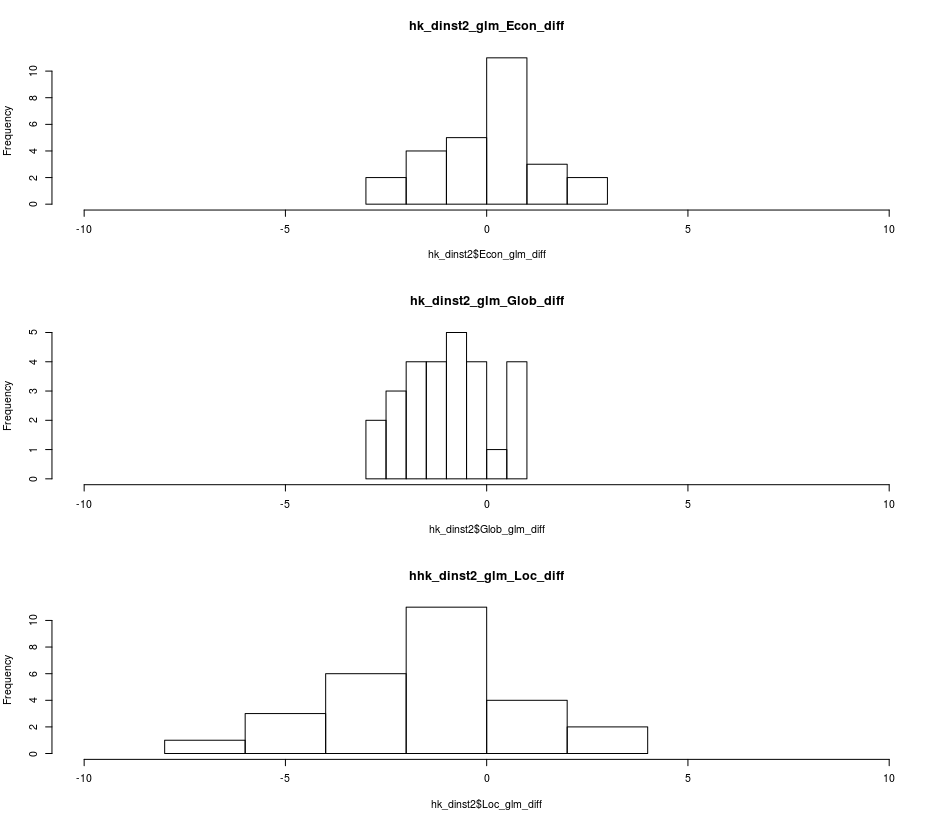 hk_dinst2_glm_Econ_diff
Frequency
10
8
6
4
2
0
-10 -5 0 5 10
hk_dinst2$Econ_glm_diff
hk_dinst2_glm_Glob_diff
Frequency
5
4
3
2
1
0
-10 -5 0 5 10
hk_dinst2$Glob_glm_diff
hhk_dinst2_glm_Loc_diff
Frequency
10
8
6
4
2
0
-10 -5 0 5 10
hk_dinst2$Loc_glm_diff